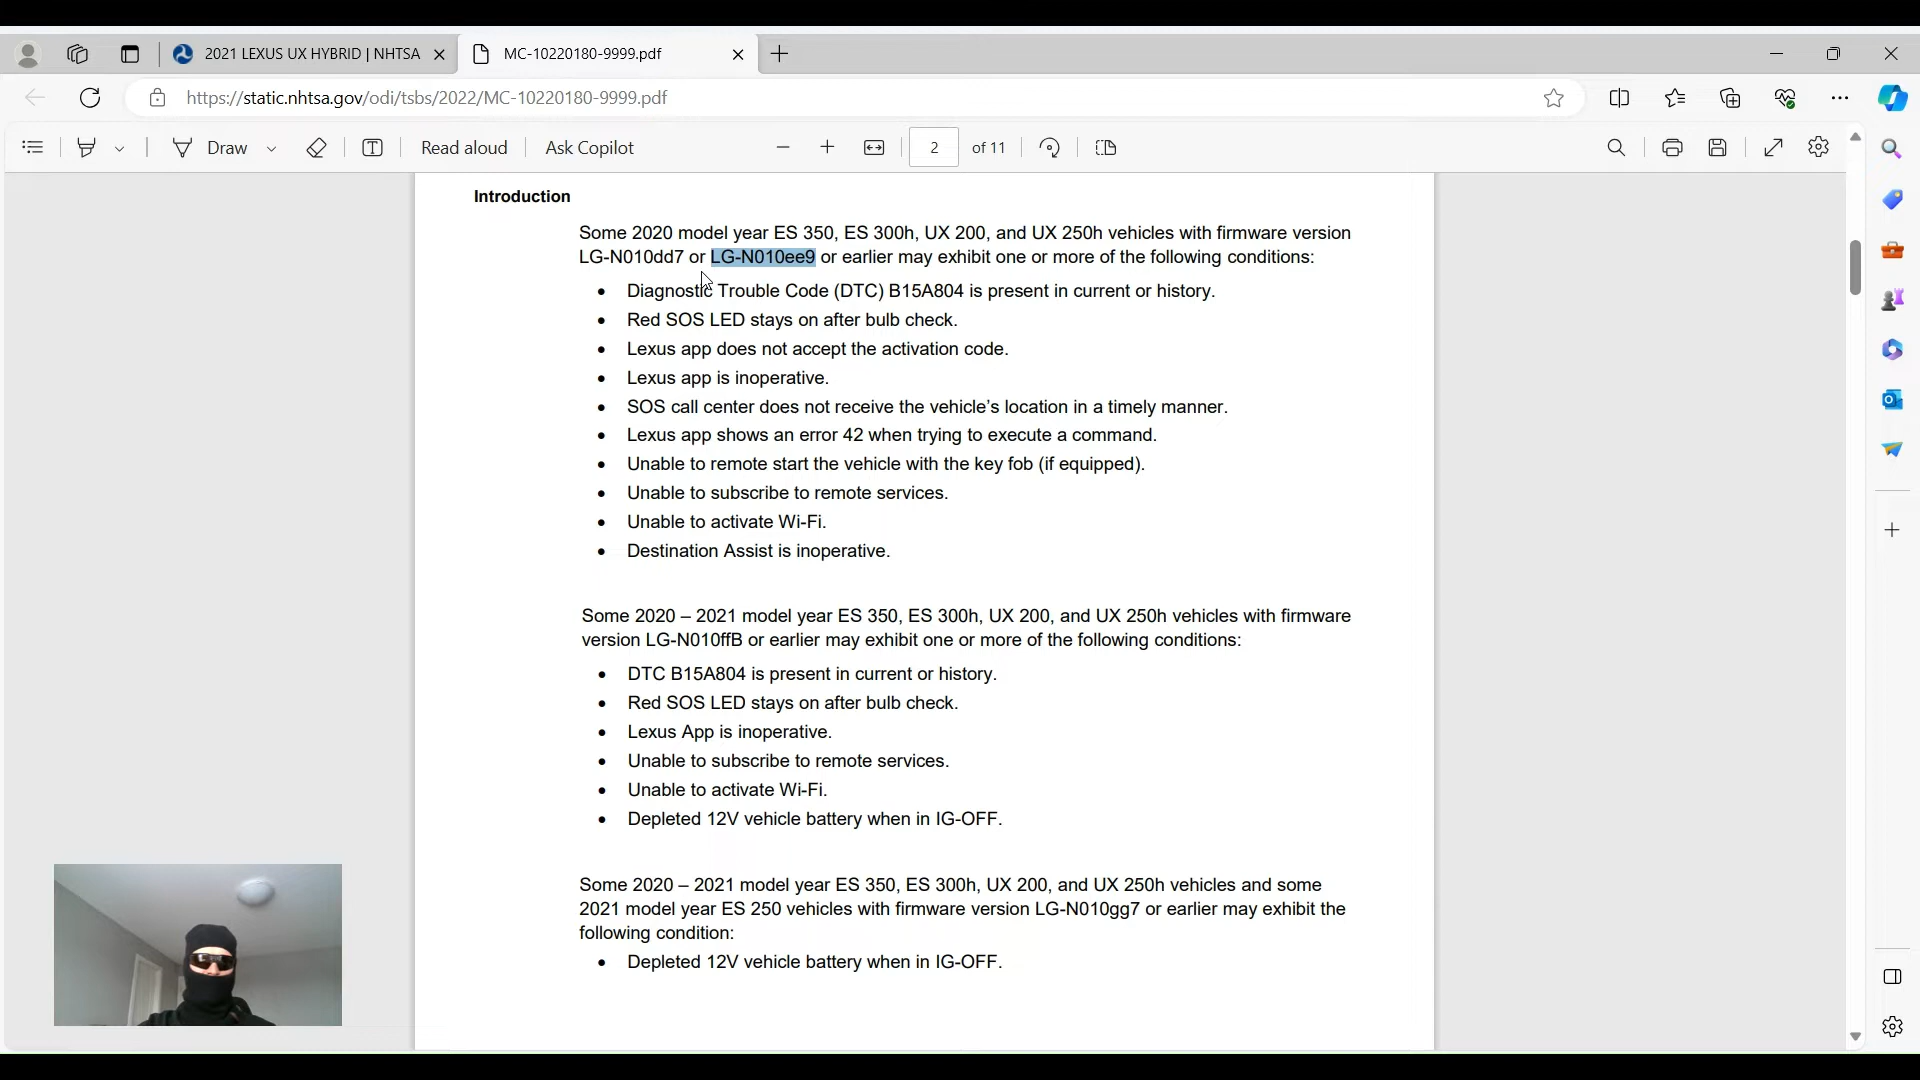 2021 LEXUS UX HYBRID | NHTSA
MC-10220180-9999.pdf
https://static.nhtsa.gov/odi/tsbs/2022/MC-10220180-9999.pdf
Draw
Read aloud
Ask Copilot
2
of 11
Introduction
Some 2020 model year ES 350, ES 300h, UX 200, and UX 250h vehicles with firmware version
LG-N010dd7 or LG-N010ee9 or earlier may exhibit one or more of the following conditions:
• Diagnostic Trouble Code (DTC) B15A804 is present in current or history.
• Red SOS LED stays on after bulb check.
• Lexus app does not accept the activation code.
• Lexus app is inoperative.
• SOS call center does not receive the vehicle’s location in a timely manner.
• Lexus app shows an error 42 when trying to execute a command.
• Unable to remote start the vehicle with the key fob (if equipped).
• Unable to subscribe to remote services.
• Unable to activate Wi-Fi.
• Destination Assist is inoperative.
Some 2020 – 2021 model year ES 350, ES 300h, UX 200, and UX 250h vehicles with firmware
version LG-N010ffB or earlier may exhibit one or more of the following conditions:
• DTC B15A804 is present in current or history.
• Red SOS LED stays on after bulb check.
• Lexus App is inoperative.
• Unable to subscribe to remote services.
• Unable to activate Wi-Fi.
• Depleted 12V vehicle battery when in IG-OFF.
Some 2020 – 2021 model year ES 350, ES 300h, UX 200, and UX 250h vehicles and some
2021 model year ES 250 vehicles with firmware version LG-N010gg7 or earlier may exhibit the
following condition:
• Depleted 12V vehicle battery when in IG-OFF.